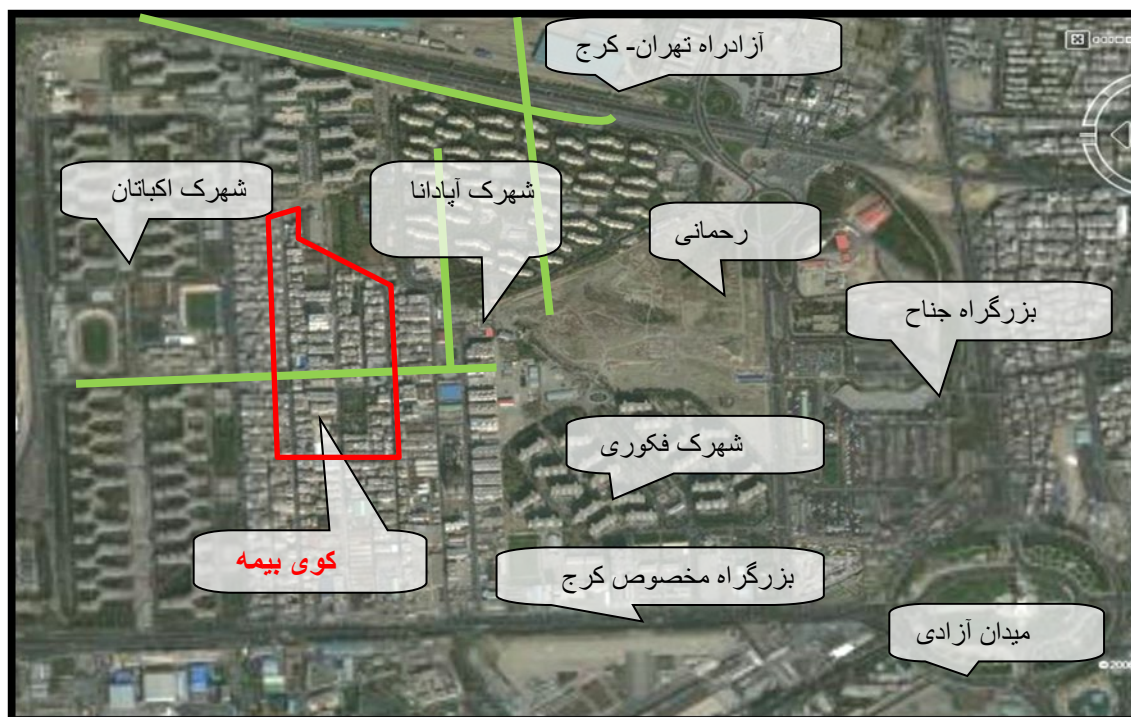 آزادراه تهران- کرج
شهرک اکباتان
شهرک آپادانا
رحمانی
بزرگراه جناح
شهرک فکوری
کوی بیمه
بزرگراه مخصوص کرج
میدان آزادی